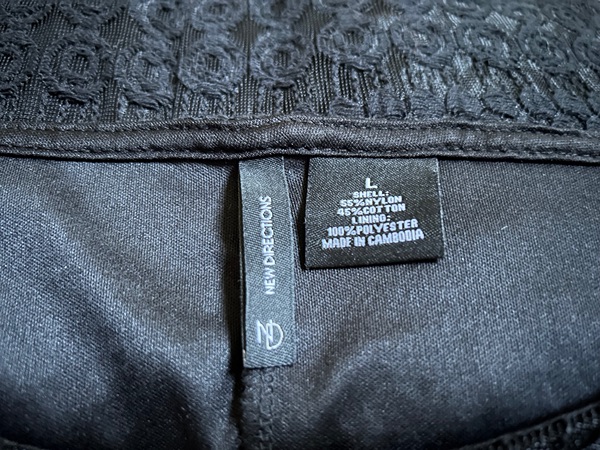 NEW DIRECTIONS
ND
L
SHELL:
55%NYLON
45%COTTON
LINING:
100%POLYESTER
MADE IN CAMBODIA